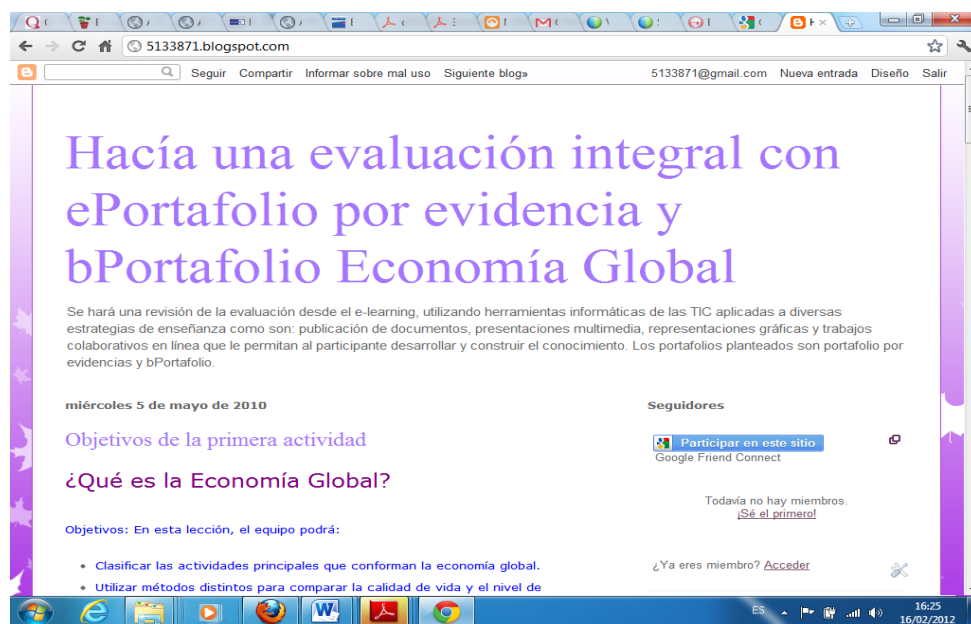 5133871.blogspot.com
Seguir Compartir Informar sobre mal uso Siguiente blog» 5133871@gmail.com Nueva entrada Diseño Salir
Hacía una evaluación integral con
ePortafolio por evidencia y
bPortafolio Economía Global
Se hará una revisión de la evaluación desde el e-learning, utilizando herramientas informáticas de las TIC aplicadas a diversas
estrategias de enseñanza como son: publicación de documentos, presentaciones multimedia, representaciones gráficas y trabajos
colaborativos en línea que le permitan al participante desarrollar y construir el conocimiento. Los portafolios planteados son portafolio por
evidencias y bPortafolio.
miércoles 5 de mayo de 2010
Objetivos de la primera actividad
¿Qué es la Economía Global?
Objetivos: En esta lección, el equipo podrá:
• Clasificar las actividades principales que conforman la economía global.
• Utilizar métodos distintos para comparar la calidad de vida y el nivel de
Seguidores
Participar en este sitio
Google Friend Connect
Todavía no hay miembros.
¡Sé el primero!
¿Ya eres miembro? Acceder
ES
16:25
16/02/2012